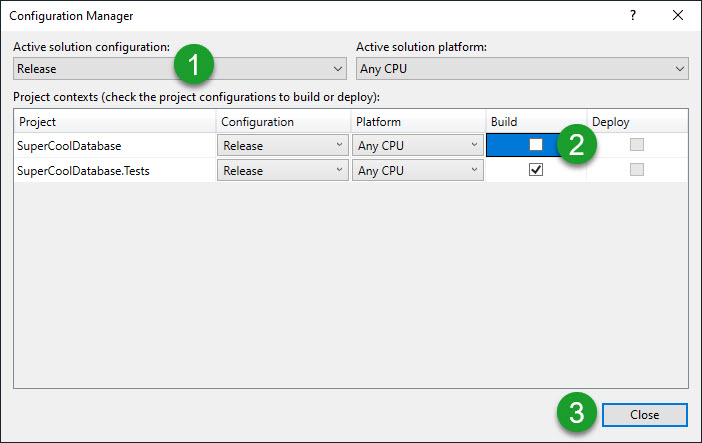 Configuration Manager
?
Active solution configuration: Active solution platform:
Release 1 Any CPU
Project contexts (check the project configurations to build or deploy):
Project Configuration Platform Build Deploy
SuperCoolDatabase Release Any CPU 2
SuperCoolDatabase.Tests Release Any CPU
3 Close